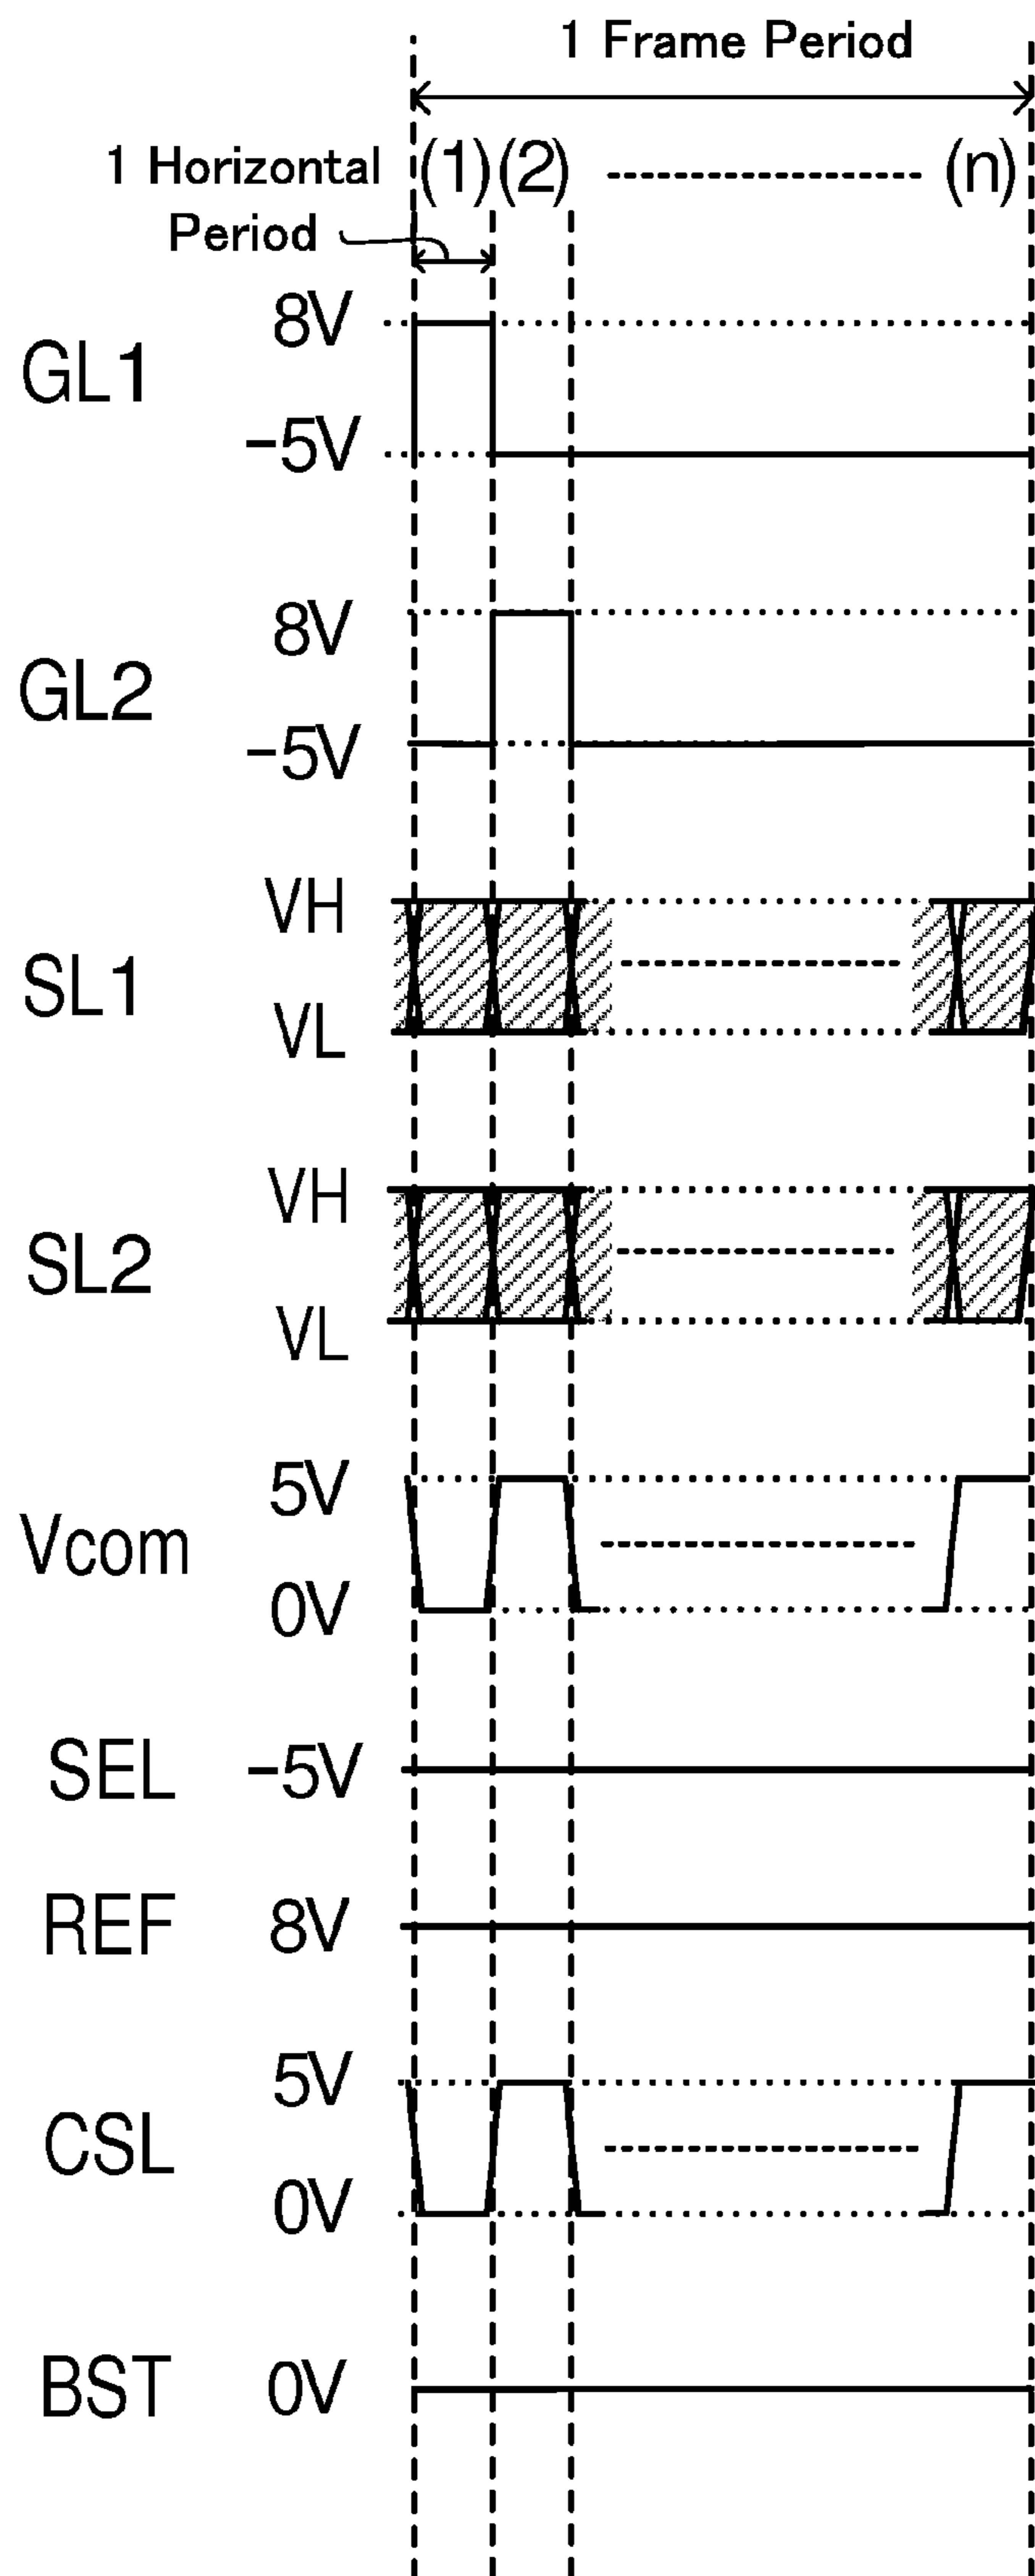 1 Frame Period
1 Horizontal (1) (2) (n)
Period
8V
GL1
-5V
8V
GL2
-5V
VH
SL1
VL
VH
SL2
VL
5V
Vcom
0V
SEL -5V
REF 8V
5V
CSL
0V
BST 0V